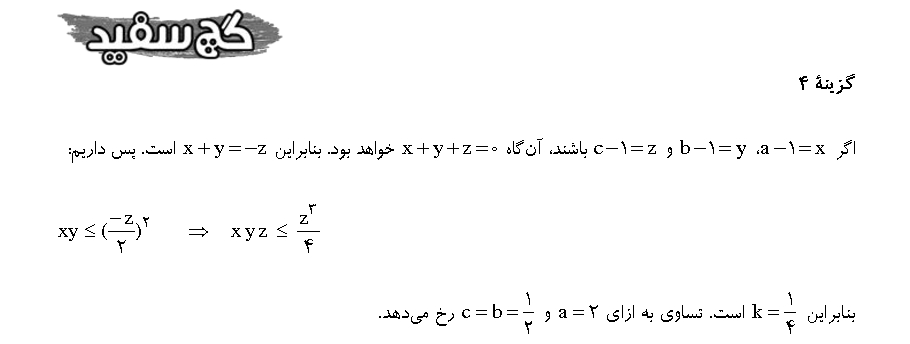 گچ سفید
گزینهٔ ۴
اگر a−۱=x، b−۱=y و c−۱=z باشند، آن‌گاه x+y+z=۰ خواهد بود. بنابراین x+y=−z است. پس داریم:
xy ≤ (−z/۲)^۲ ⇒ xyz ≤ z^۳/۴
بنابراین k=۱/۴ است. تساوی به ازای a=۲ و c=b=۱/۲ رخ می‌دهد.